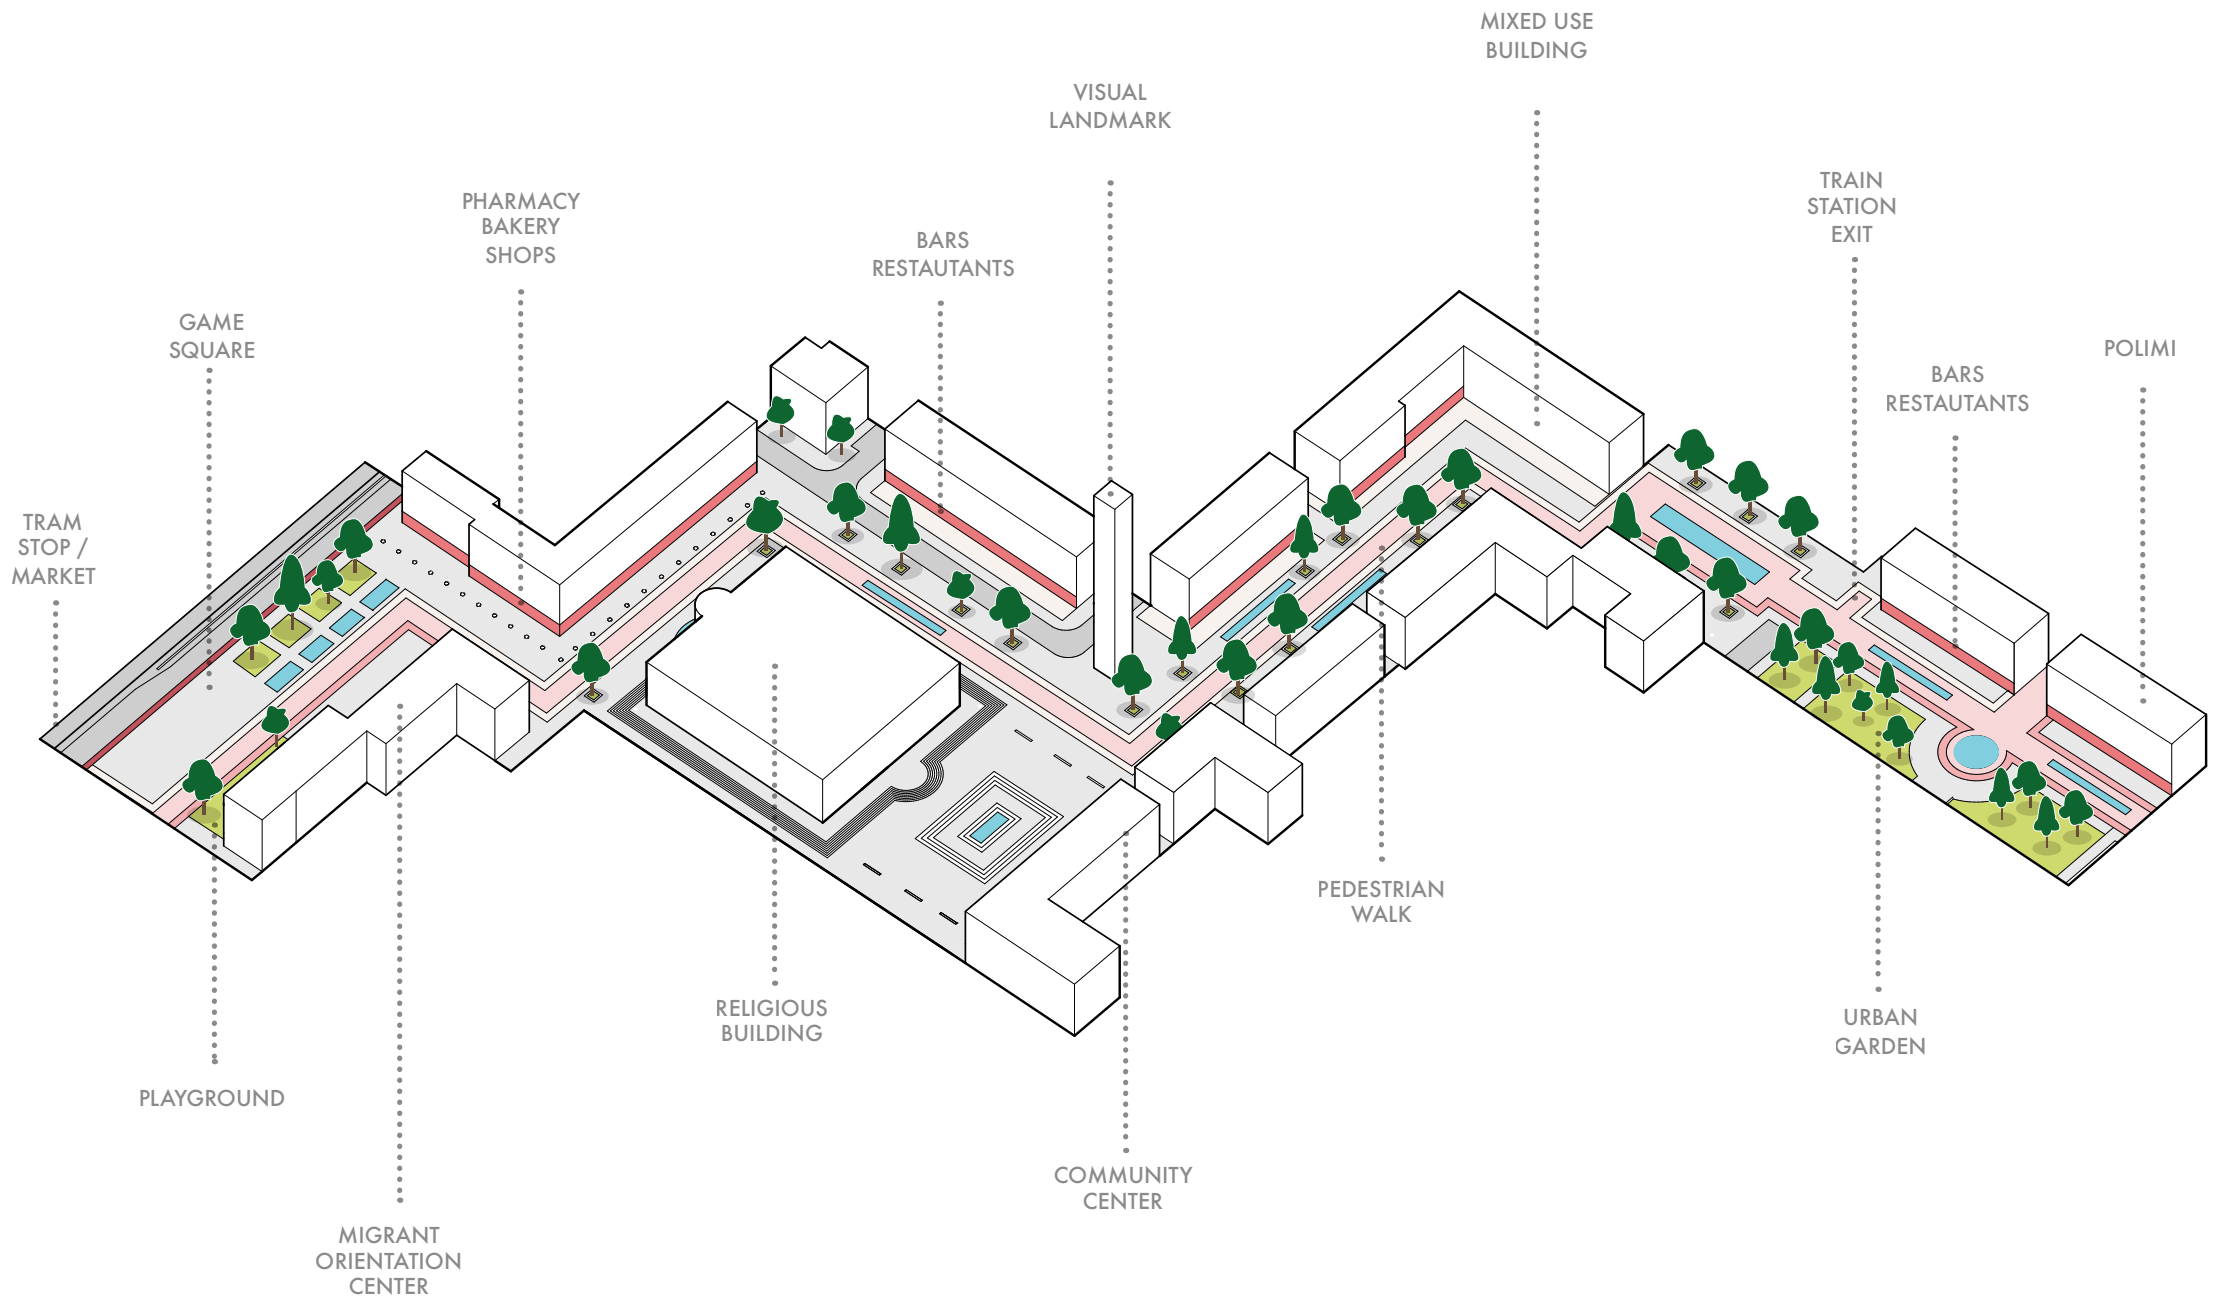 MIXED USE
BUILDING
VISUAL
LANDMARK
TRAIN
STATION
EXIT
PHARMACY
BAKERY
SHOPS
BARS
RESTAUTANTS
GAME
SQUARE
POLIMI
BARS
RESTAUTANTS
TRAM
STOP /
MARKET
PEDESTRIAN
WALK
RELIGIOUS
BUILDING
URBAN
GARDEN
PLAYGROUND
COMMUNITY
CENTER
MIGRANT
ORIENTATION
CENTER